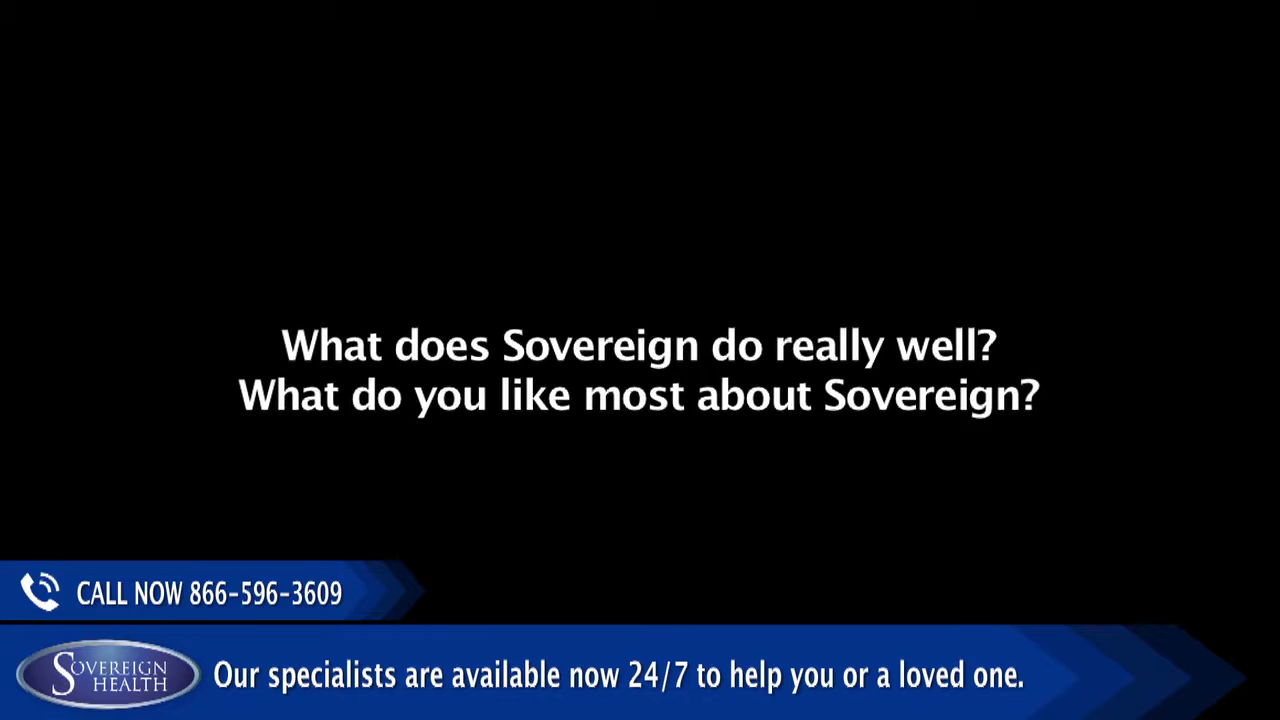 What does Sovereign do really well?
What do you like most about Sovereign?
CALL NOW 866-596-3609
SOVEREIGN
HEALTH
Our specialists are available now 24/7 to help you or a loved one.